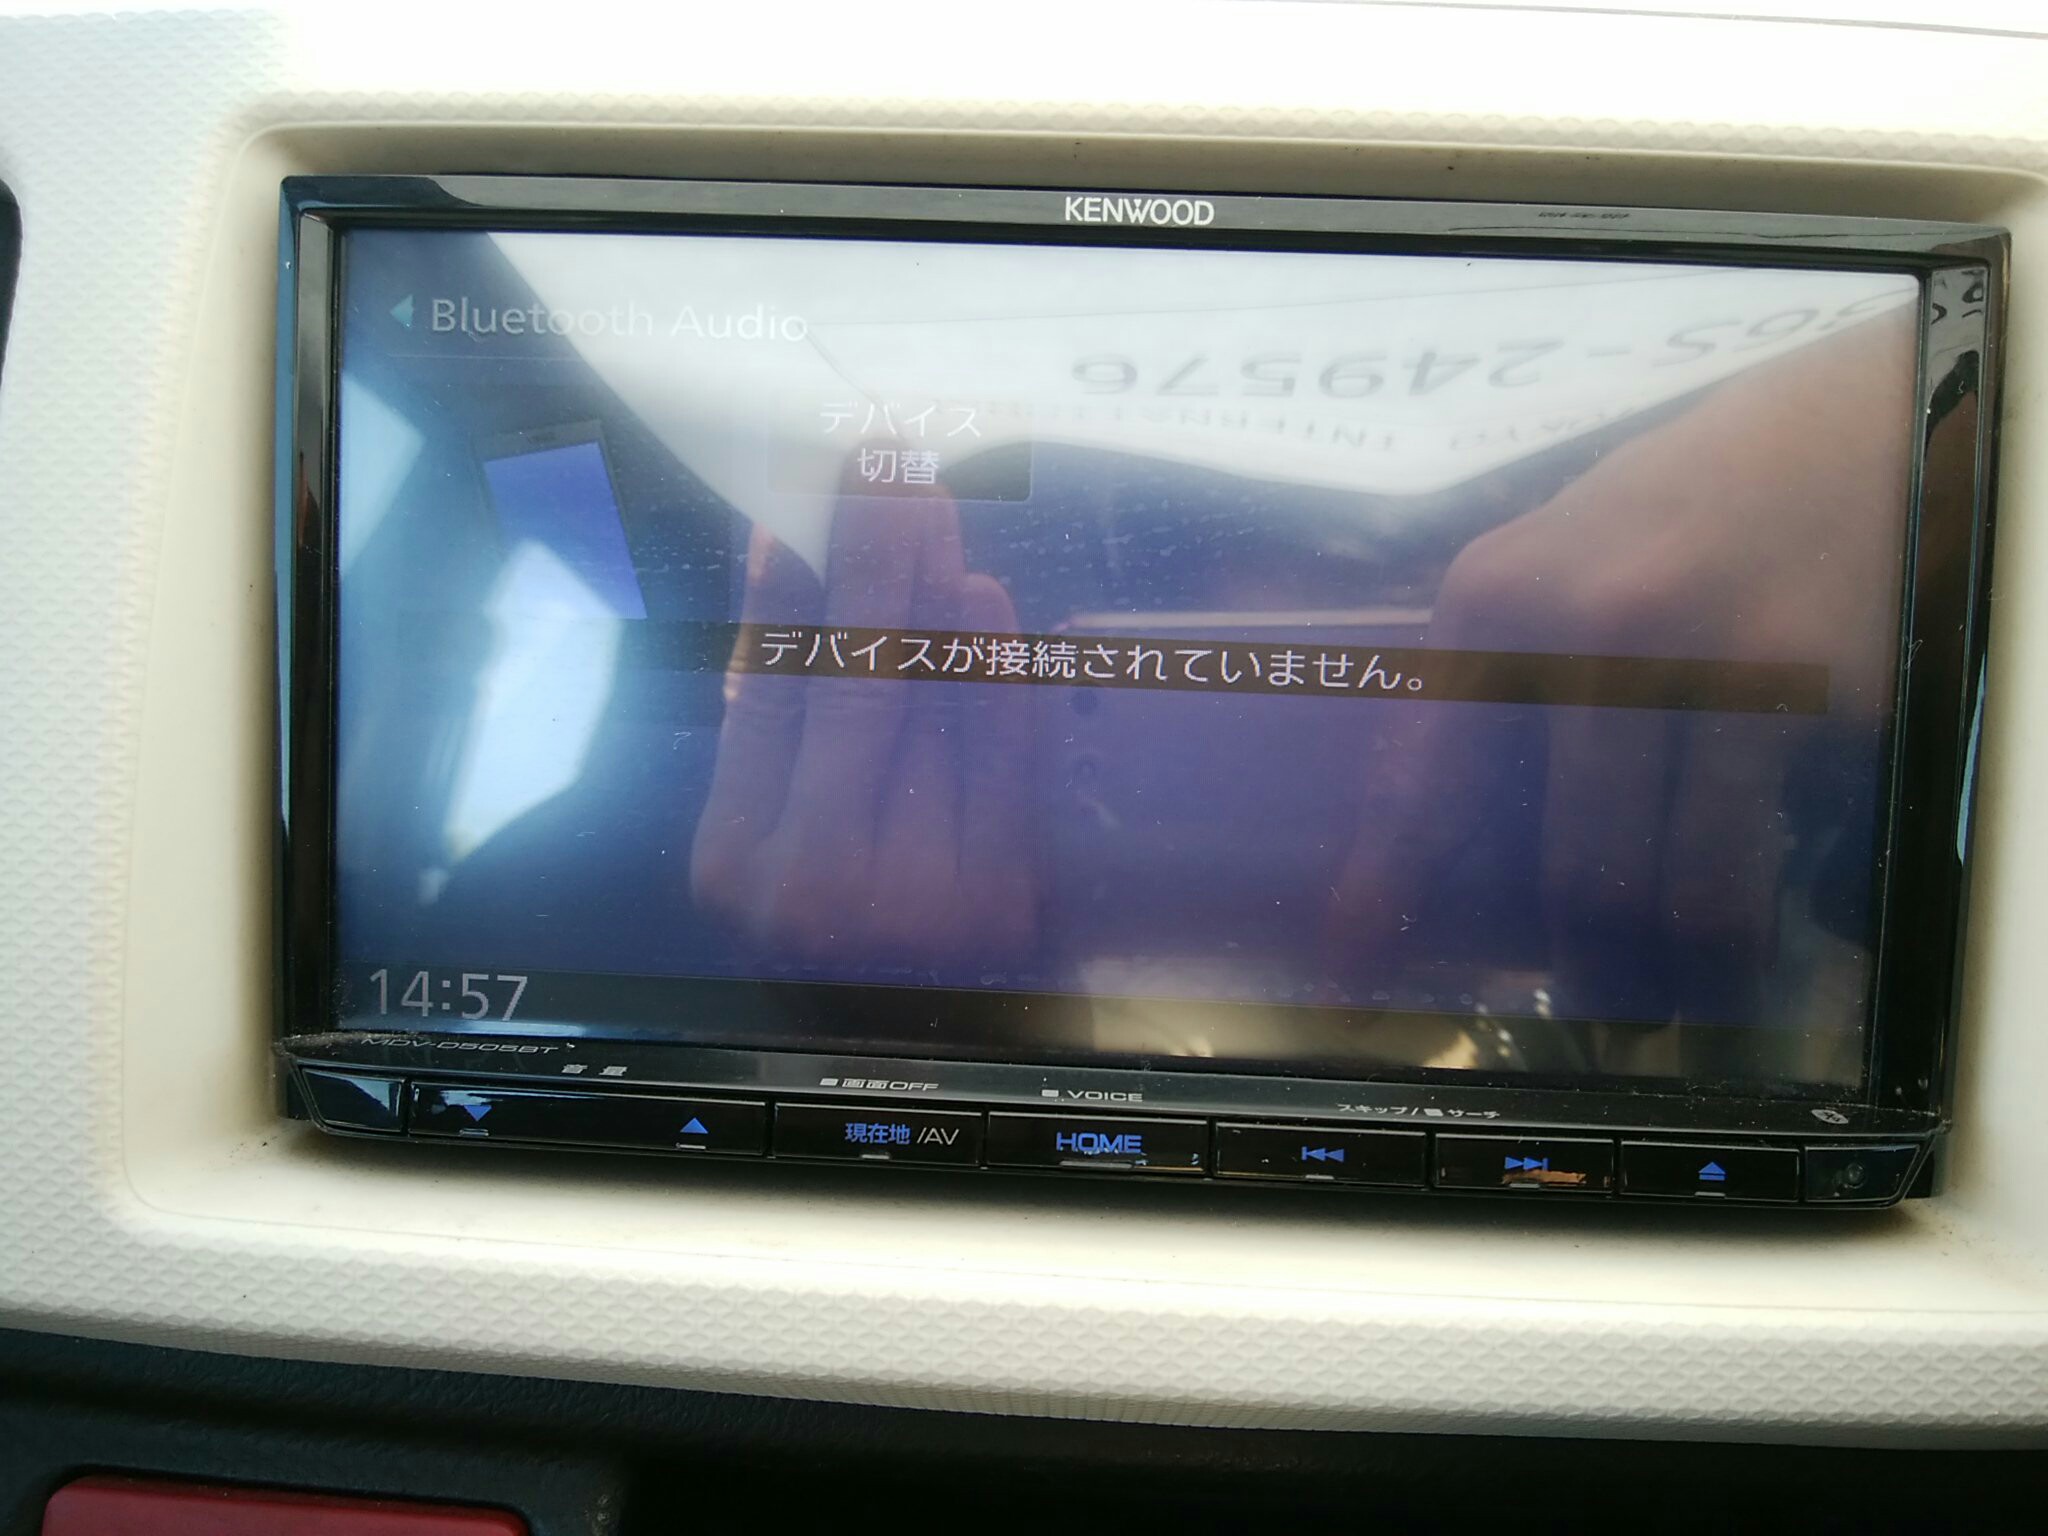 KENWOOD
Bluetooth Audio
249576
デバイス
切替
デバイスが接続されていません。
14:57
MDV-D505BT
音量
画面OFF
VOICE
スキップ/ サーチ
現在地/AV
HOME